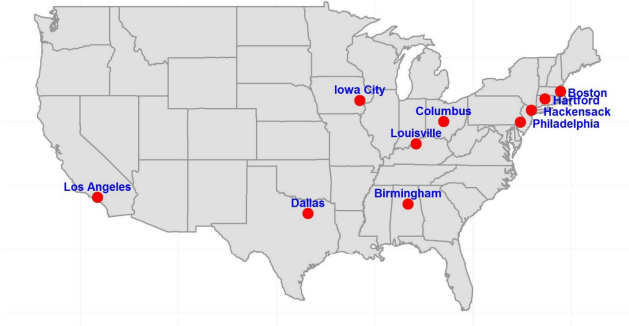 Iowa City
Boston
Hartford
Columbus
Hackensack
Philadelphia
Louisville
Los Angeles
Birmingham
Dallas